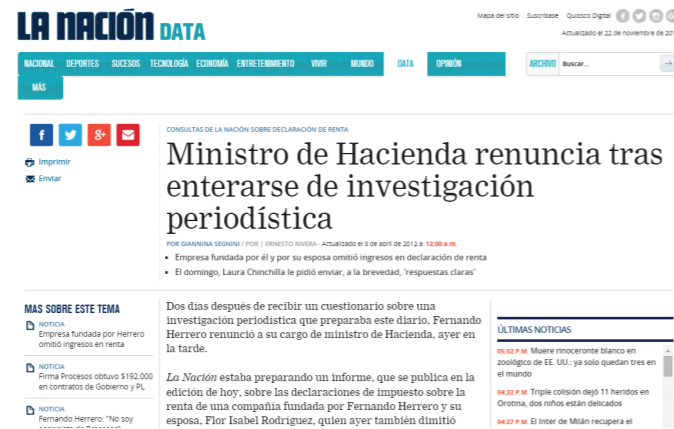 LA NACIÓN DATA
Mapa del sitio Suscríbase Quiosco Digital
Actualizado el 22 de noviembre de
NACIONAL DEPORTES SUCESOS TECNOLOGÍA ECONOMÍA ENTRETENIMIENTO VIVIR MUNDO DATA OPINIÓN
ARCHIVO Buscar...
MÁS
CONSULTAS DE LA NACIÓN SOBRE DECLARACIÓN DE RENTA
Ministro de Hacienda renuncia tras
enterarse de investigación
periodística
Imprimir
Enviar
POR GIANNINA SEGNINI / POR | ERNESTO RIVERA - Actualizado el 3 de abril de 2012 a: 12:00 a.m.
Empresa fundada por él y por su esposa omitió ingresos en declaración de renta
El domingo, Laura Chinchilla le pidió enviar, a la brevedad, 'respuestas claras'
MAS SOBRE ESTE TEMA
NOTICIA
Empresa fundada por Herrero
omitió ingresos en renta
NOTICIA
Firma Procesos obtuvo $192.000
en contratos de Gobierno y PL
NOTICIA
Fernando Herrero: "No soy
Dos días después de recibir un cuestionario sobre una
investigación periodística que preparaba este diario, Fernando
Herrero renunció a su cargo de ministro de Hacienda, ayer en
la tarde.
La Nación estaba preparando un informe, que se publica en la
edición de hoy, sobre las declaraciones de impuesto sobre la
renta de una compañía fundada por Fernando Herrero y su
esposa, Flor Isabel Rodríguez, quien ayer también dimitió
ÚLTIMAS NOTICIAS
05:02 P.M. Muere rinoceronte blanco en
zoológico de EE. UU.: ya solo quedan tres en
el mundo
04:32 P.M. Triple colisión dejó 11 heridos en
Orotina, dos niños están delicados
04:27 P.M. El Inter de Milán recupera el